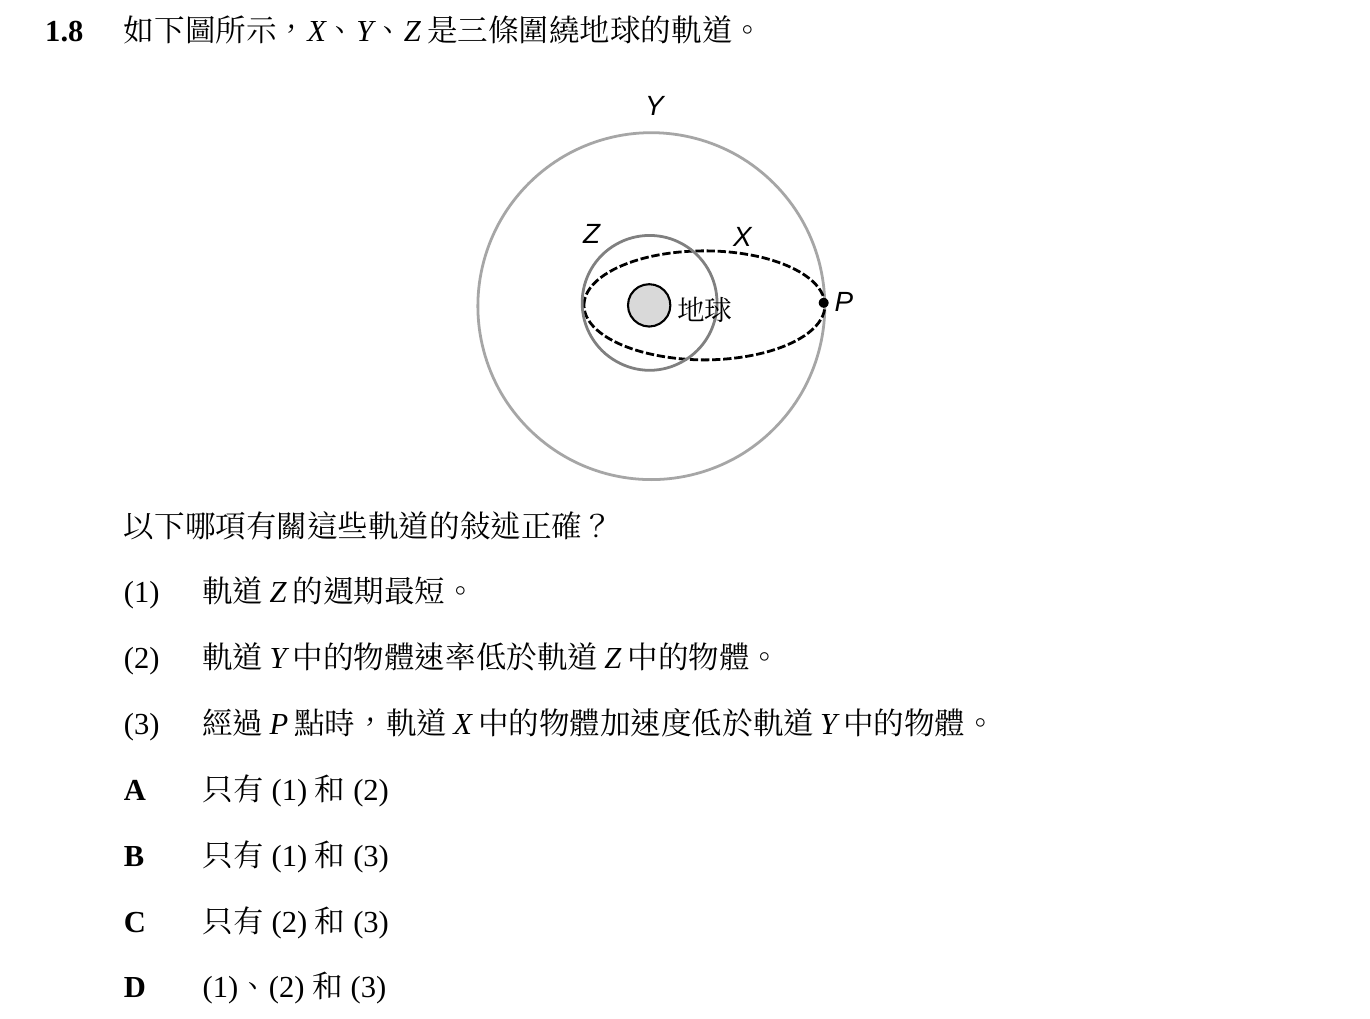 1.8 如下圖所示，X、Y、Z 是三條圍繞地球的軌道。
Y
Z
X
地球
P
以下哪項有關這些軌道的敍述正確？
(1) 軌道 Z 的週期最短。
(2) 軌道 Y 中的物體速率低於軌道 Z 中的物體。
(3) 經過 P 點時，軌道 X 中的物體加速度低於軌道 Y 中的物體。
A 只有 (1) 和 (2)
B 只有 (1) 和 (3)
C 只有 (2) 和 (3)
D (1)、(2) 和 (3)